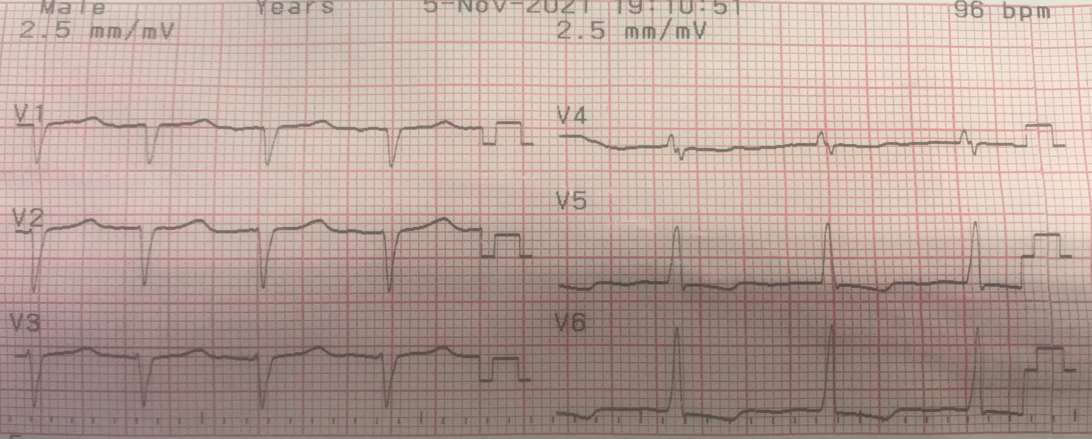 Male Years 5-Nov-2021 19:10:51 96 bpm
2.5 mm/mV 2.5 mm/mV
V1 V4
V2 V5
V3 V6